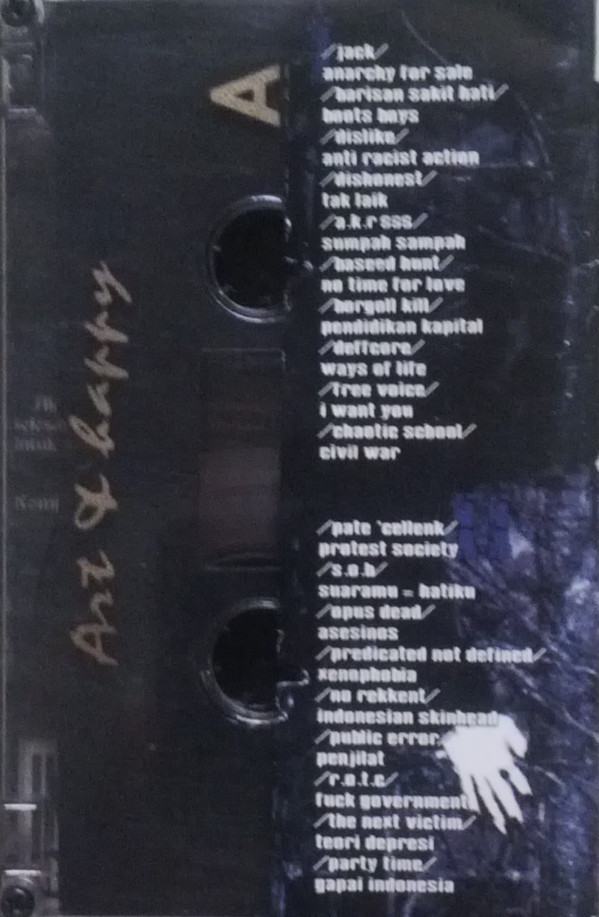 A
Art & happy
/jack/
anarchy for sale
/barisan sakit hati/
boots boys
/dislike/
anti racist action
/dishonest/
tak laik
/a.k.r sss/
sumpah sampah
/baseed hunt/
no time for love
/borgoll kill/
pendidikan kapital
/deffcore/
ways of life
/free voice/
i want you
/chaotic school/
civil war
/pate 'cellenk/
protest society
/s.o.b/
suaramu - hatiku
/opus dead/
asesinos
/predicated not defined/
xenophobia
/no rekkent/
indonesian skinhead
/public error
penjilat
/r.o.t.c/
fuck government
/the next victim/
teori depresi
/party time/
gapai indonesia